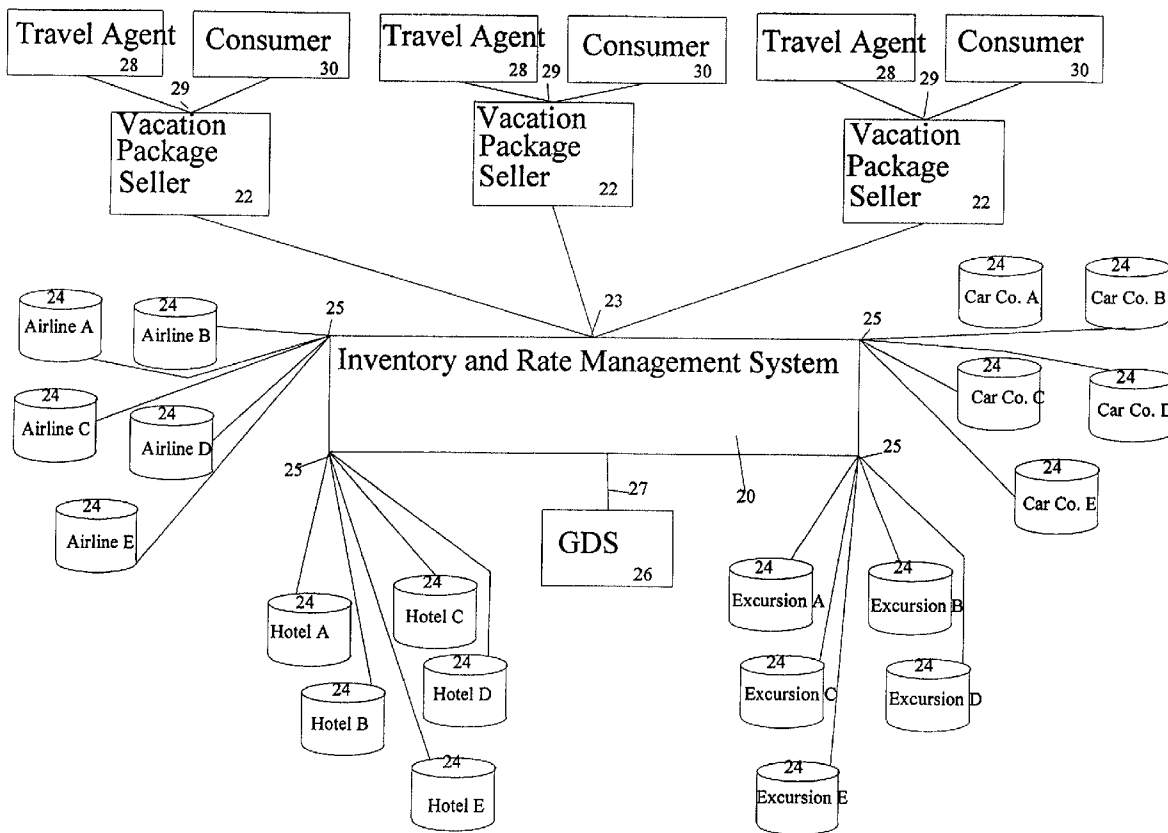 Travel Agent
28
Consumer
30
Travel Agent
28
Consumer
30
Travel Agent
28
Consumer
30
29
29
29
Vacation
Package
Seller
22
Vacation
Package
Seller
22
Vacation
Package
Seller
22
23
24
Airline A
24
Airline B
25
25
24
Car Co. A
24
Car Co. B
Inventory and Rate Management System
24
Airline C
24
Airline D
24
Car Co. C
24
Car Co. D
24
Airline E
25
27
20
25
24
Car Co. E
GDS
26
24
Hotel A
24
Hotel C
24
Excursion A
24
Excursion B
24
Hotel B
24
Hotel D
24
Excursion C
24
Excursion D
24
Hotel E
24
Excursion E